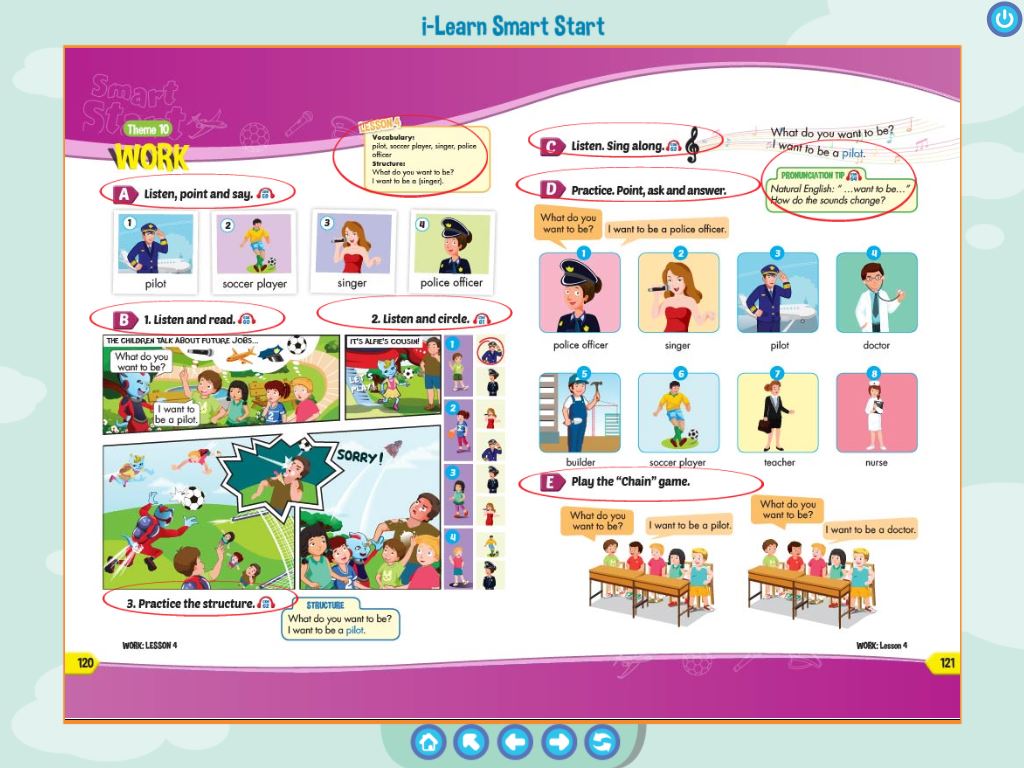 i-Learn Smart Start
Smart
Start
Theme 10
WORK
LESSON 4
Vocabulary:
pilot, soccer player, singer, police
officer
Structure:
What do you want to be?
I want to be a (singer).
A Listen, point and say.
1
2
3
4
pilot
soccer player
singer
police officer
B 1. Listen and read.
2. Listen and circle.
THE CHILDREN TALK ABOUT FUTURE JOBS...
What do you
want to be?
I want to
be a pilot.
IT'S ALFIE'S COUSIN!
LET'S
PLAY!
SORRY!
1
2
3
4
3. Practice the structure.
STRUCTURE
What do you want to be?
I want to be a pilot.
WORK: LESSON 4
120
C Listen. Sing along.
What do you want to be?
I want to be a pilot.
D Practice. Point, ask and answer.
PRONUNCIATION TIP
Natural English: " ...want to be..."
How do the sounds change?
What do you
want to be?
I want to be a police officer.
1
2
3
4
police officer
singer
pilot
doctor
5
6
7
8
builder
soccer player
teacher
nurse
E Play the "Chain" game.
What do you
want to be?
I want to be a pilot.
What do you
want to be?
I want to be a doctor.
WORK: Lesson 4
121